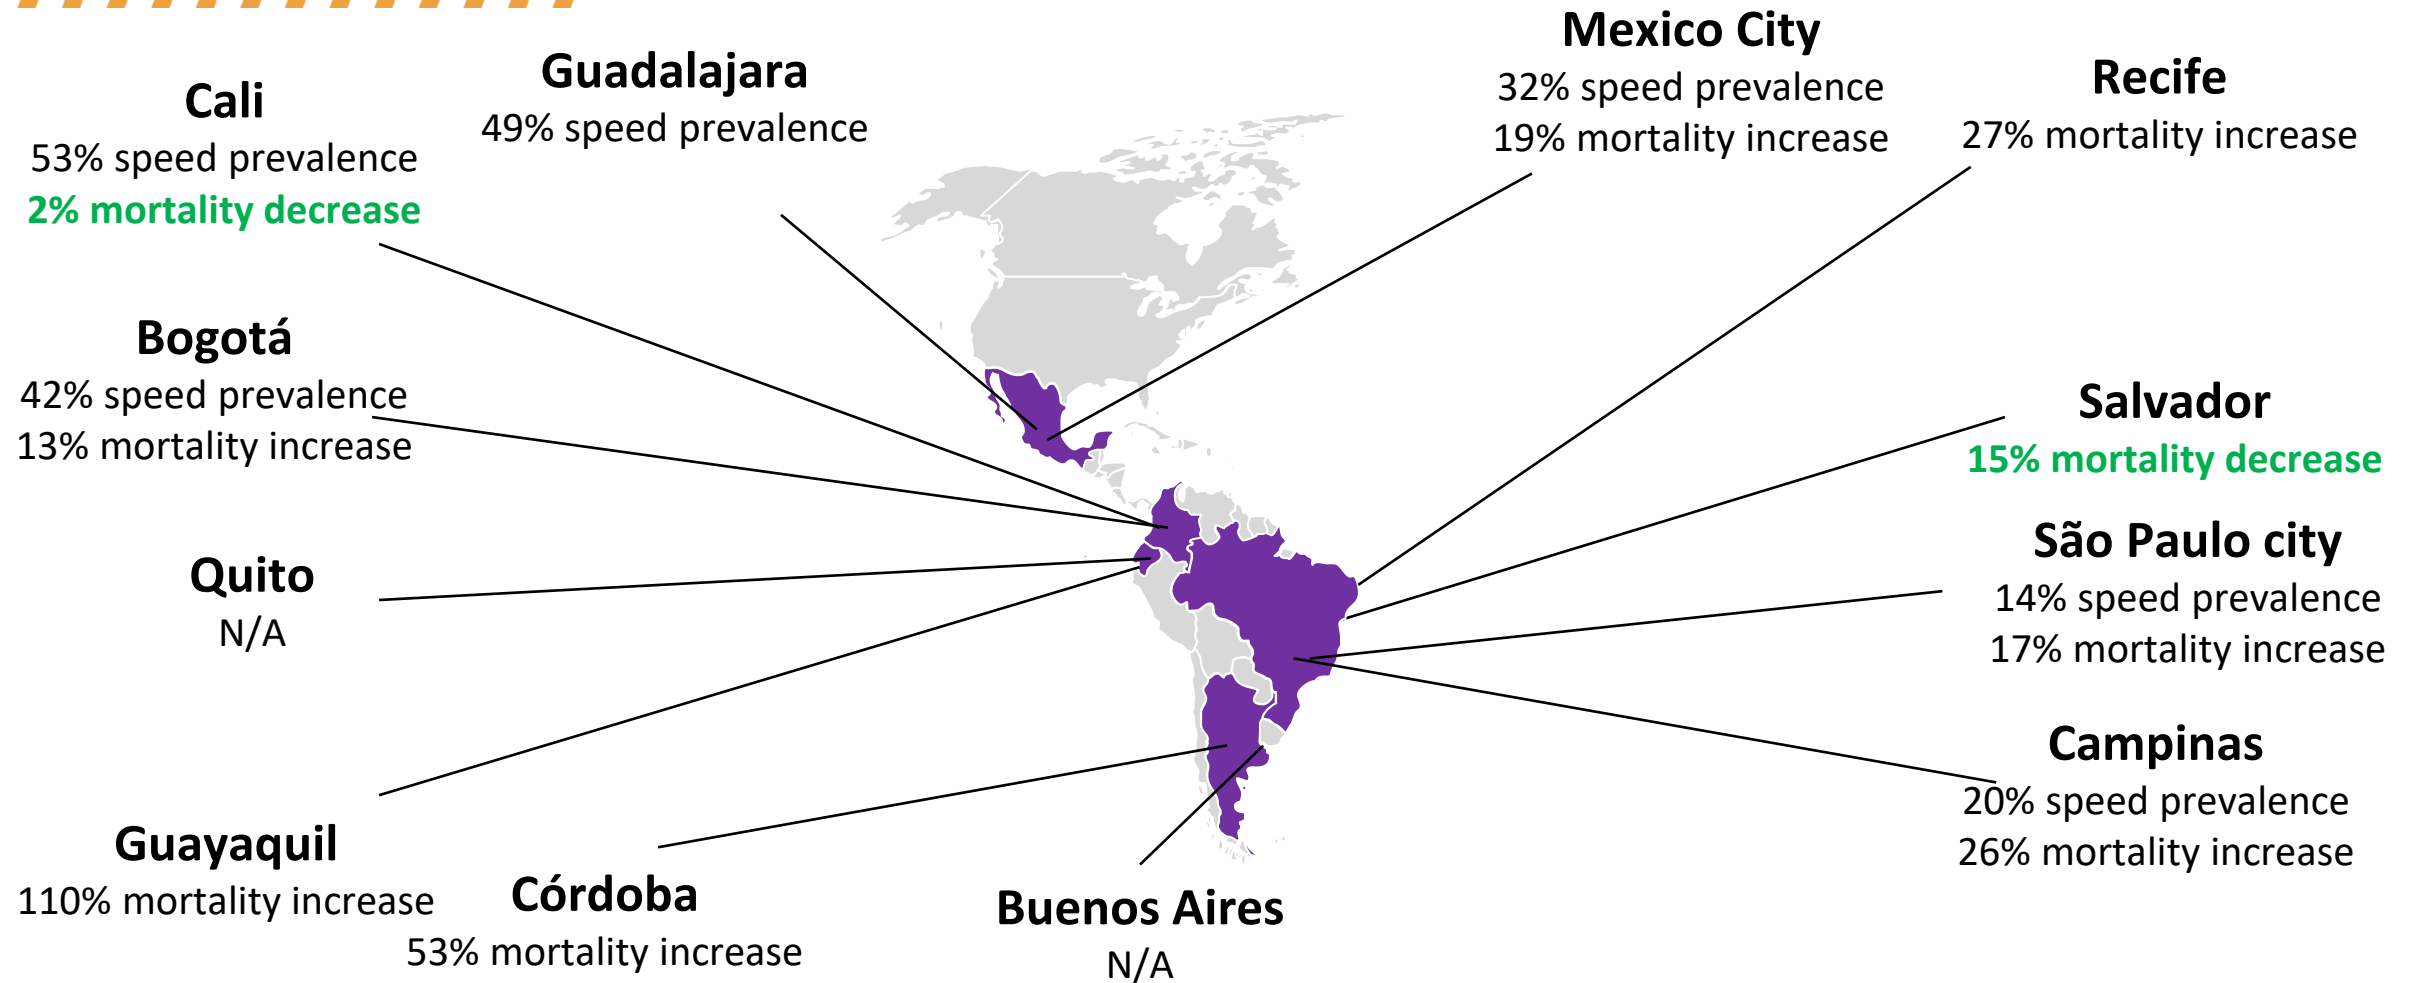 Mexico City
32% speed prevalence
19% mortality increase
Guadalajara
49% speed prevalence
Recife
27% mortality increase
Cali
53% speed prevalence
2% mortality decrease
Bogotá
42% speed prevalence
13% mortality increase
Salvador
15% mortality decrease
Quito
N/A
São Paulo city
14% speed prevalence
17% mortality increase
Campinas
20% speed prevalence
26% mortality increase
Guayaquil
110% mortality increase
Córdoba
53% mortality increase
Buenos Aires
N/A